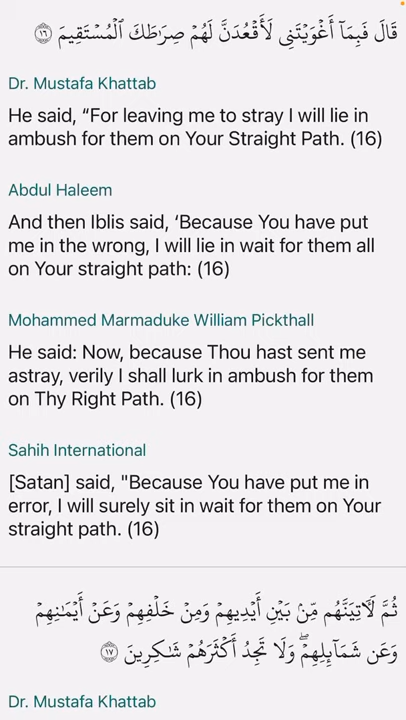 قَالَ فَبِمَآ أَغْوَيْتَنِى لَأَقْعُدَنَّ لَهُمْ صِرَٰطَكَ ٱلْمُسْتَقِيمَ ١٦
Dr. Mustafa Khattab
He said, “For leaving me to stray I will lie in
ambush for them on Your Straight Path. (16)
Abdul Haleem
And then Iblis said, ‘Because You have put
me in the wrong, I will lie in wait for them all
on Your straight path: (16)
Mohammed Marmaduke William Pickthall
He said: Now, because Thou hast sent me
astray, verily I shall lurk in ambush for them
on Thy Right Path. (16)
Sahih International
[Satan] said, "Because You have put me in
error, I will surely sit in wait for them on Your
straight path. (16)
ثُمَّ لَـَٔاتِيَنَّهُم مِّنۢ بَيْنِ أَيْدِيهِمْ وَمِنْ خَلْفِهِمْ وَعَنْ أَيْمَـٰنِهِمْ
وَعَن شَمَآئِلِهِمْ ۖ وَلَا تَجِدُ أَكْثَرَهُمْ شَـٰكِرِينَ ١٧
Dr. Mustafa Khattab